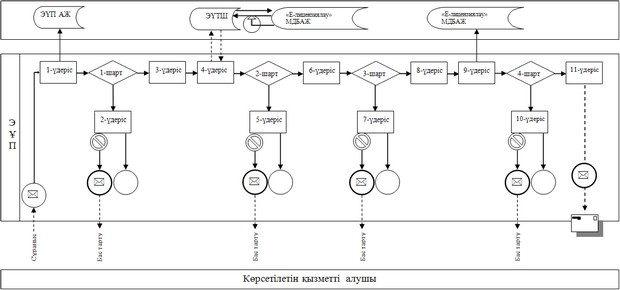 ЭҮП АЖ
ЭҮТШ
«Е-лицензиялау»
МДБАЖ
«Е-лицензиялау»
МДБАЖ
1-үдеріс
1-шарт
3-үдеріс
4-үдеріс
2-шарт
6-үдеріс
3-шарт
8-үдеріс
9-үдеріс
4-шарт
11-үдеріс
2-үдеріс
5-үдеріс
7-үдеріс
10-үдеріс
Э
Ү
П
Сұраныс
Бас тарту
Бас тарту
Бас тарту
Бас тарту
Көрсетілетін қызметті алушы